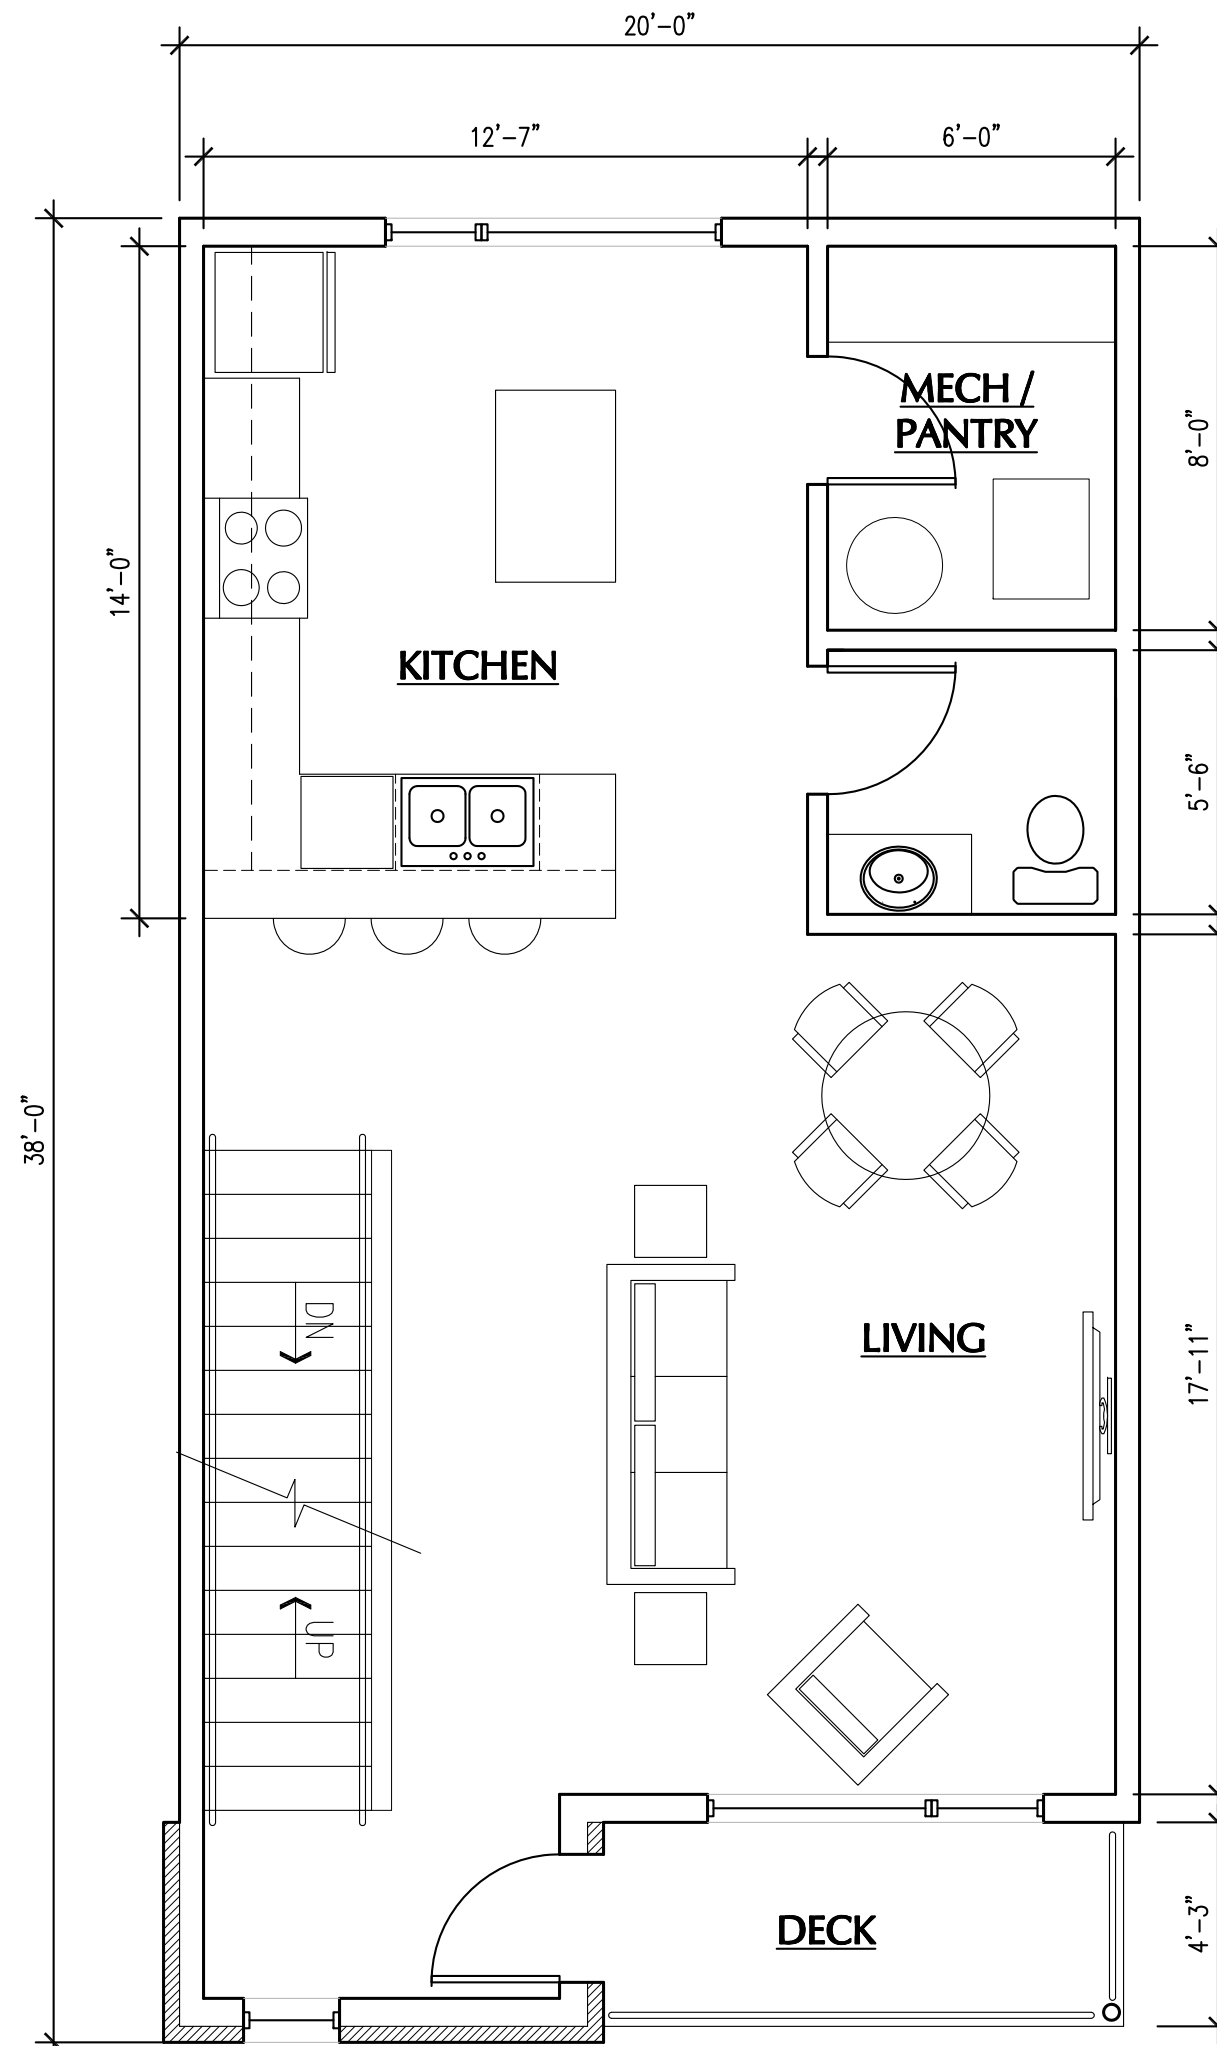 20'-0"
12'-7"
6'-0"
MECH /
PANTRY
8'-0"
14'-0"
KITCHEN
5'-6"
38'-0"
DN
LIVING
17'-11"
UP
DECK
4'-3"